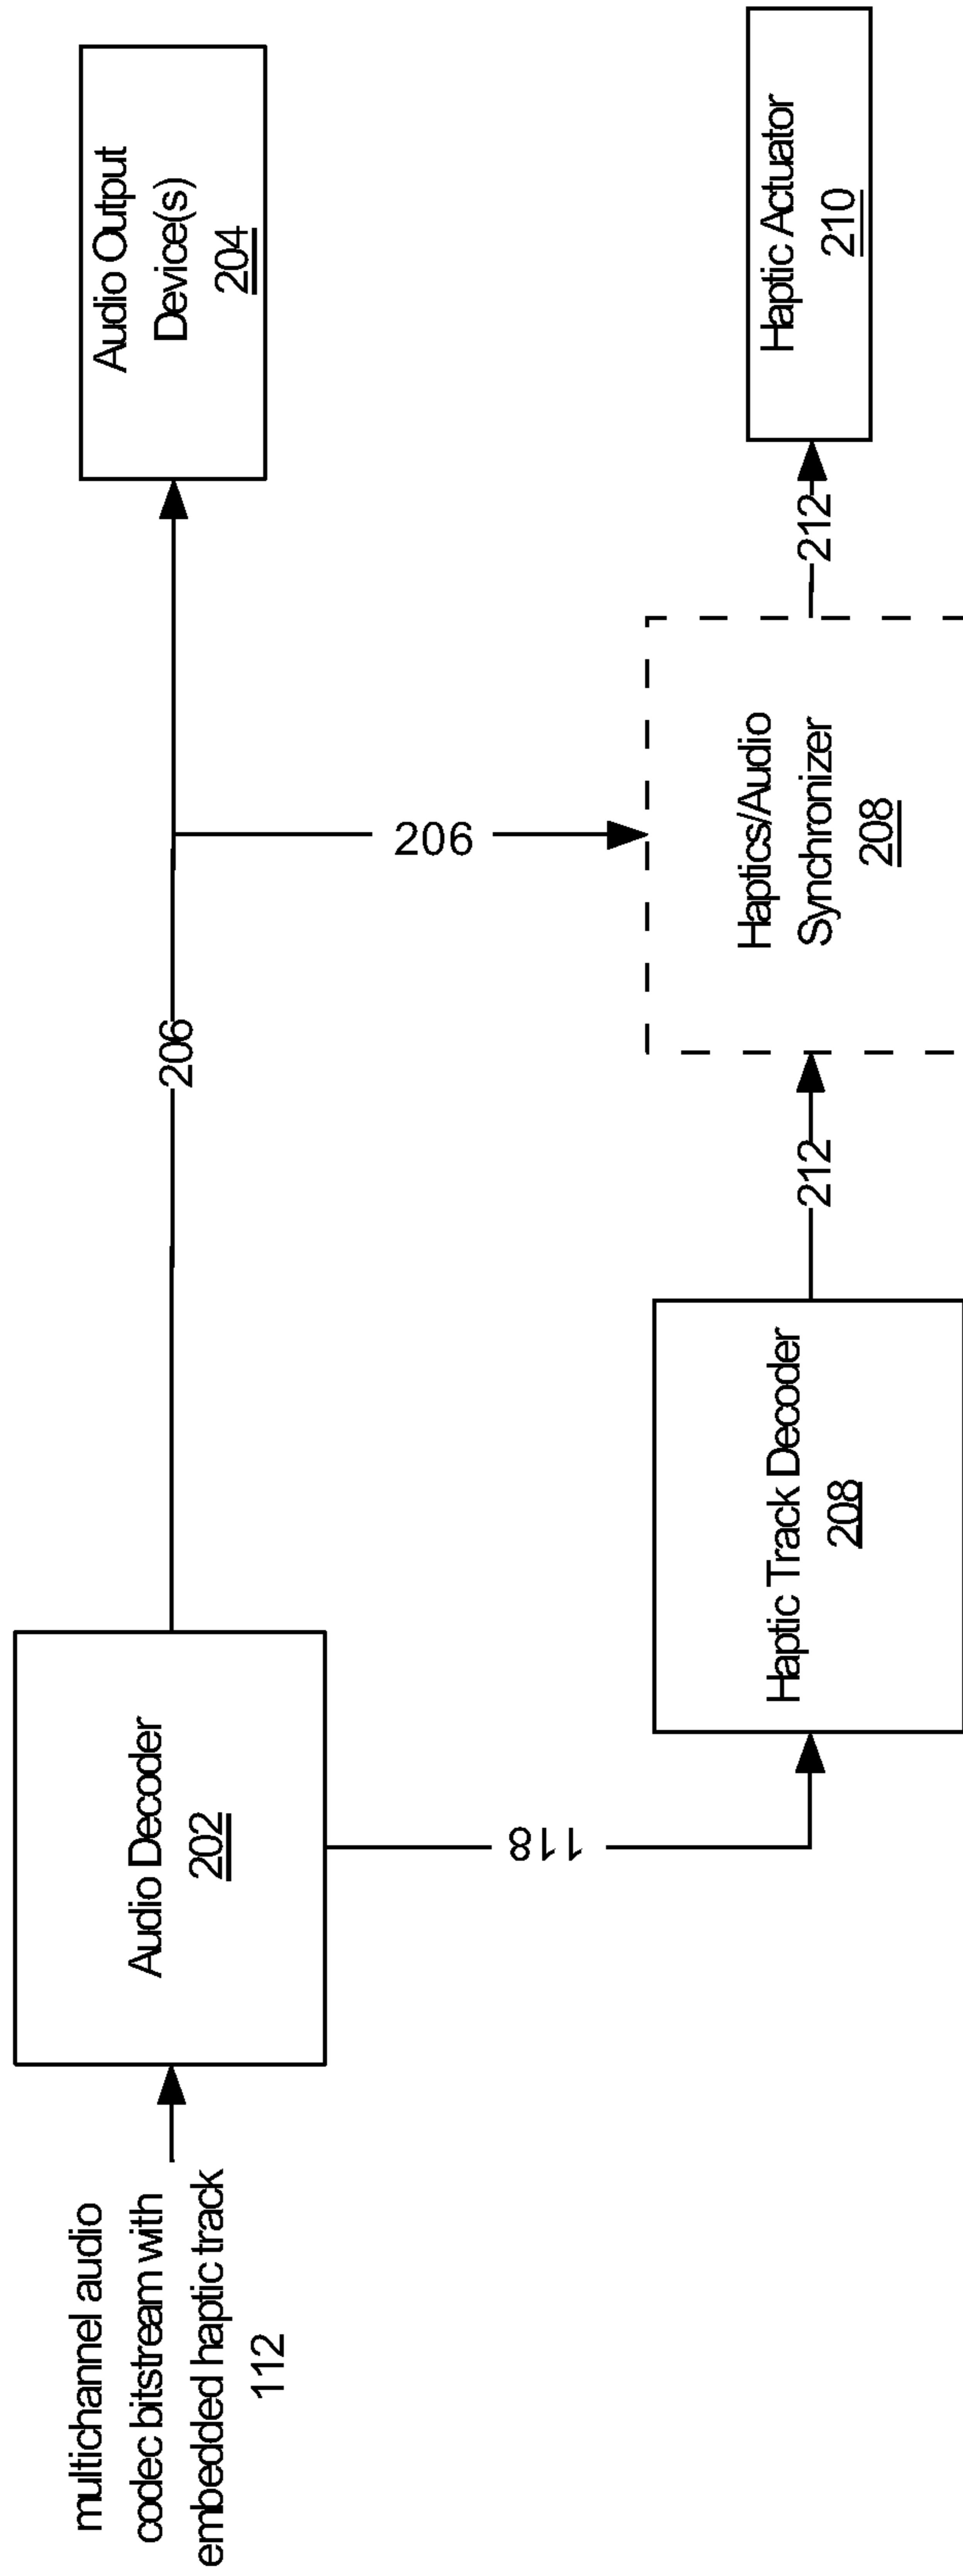 multichannel audio
codec bitstream with
embedded haptic track
112
Audio Decoder
202
206
Audio Output
Device(s)
204
118
206
Haptic Track Decoder
208
212
Haptics/Audio
Synchronizer
208
212
Haptic Actuator
210